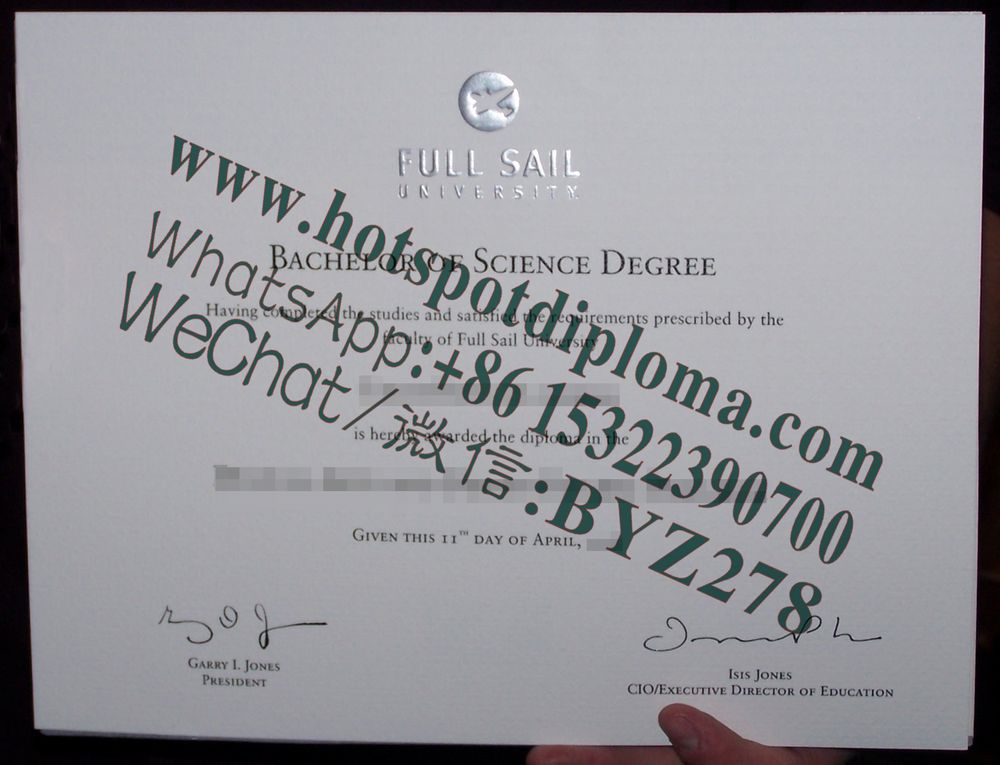 FULL SAIL
UNIVERSITY.
www.hotspotdiploma.com
BACHELOR OF SCIENCE DEGREE
WhatsApp:+86 15322390700
Having completed the studies and satisfied the requirements prescribed by the
faculty of Full Sail University
WeChat/微信:BYZ278
is hereby awarded the diploma in the
GIVEN THIS 11TH DAY OF APRIL,
GARRY I. JONES
PRESIDENT
ISIS JONES
CIO/EXECUTIVE DIRECTOR OF EDUCATION